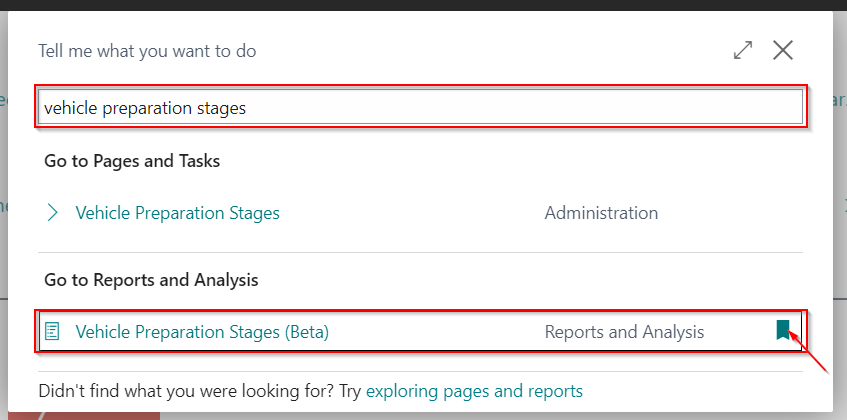 Tell me what you want to do
vehicle preparation stages
Go to Pages and Tasks
Vehicle Preparation Stages Administration
Go to Reports and Analysis
Vehicle Preparation Stages (Beta) Reports and Analysis
Didn't find what you were looking for? Try exploring pages and reports